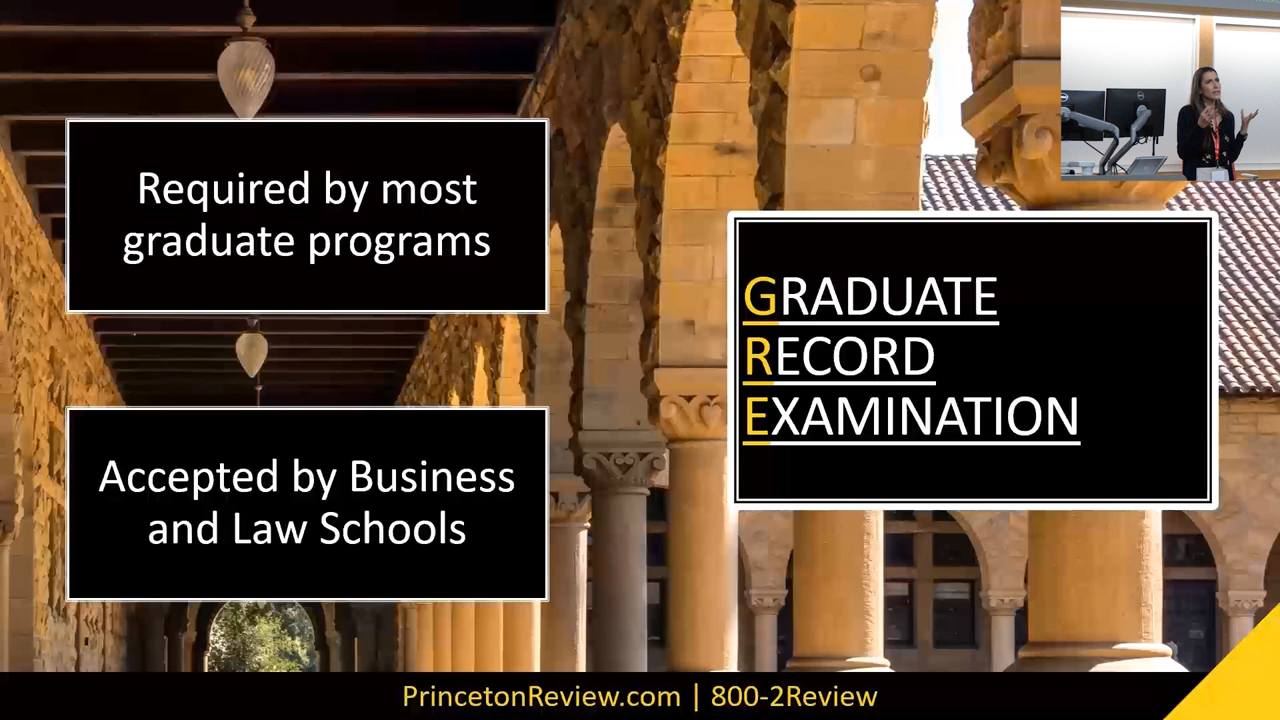 Required by most
graduate programs
Accepted by Business
and Law Schools
GRADUATE
RECORD
EXAMINATION
PrincetonReview.com | 800-2Review